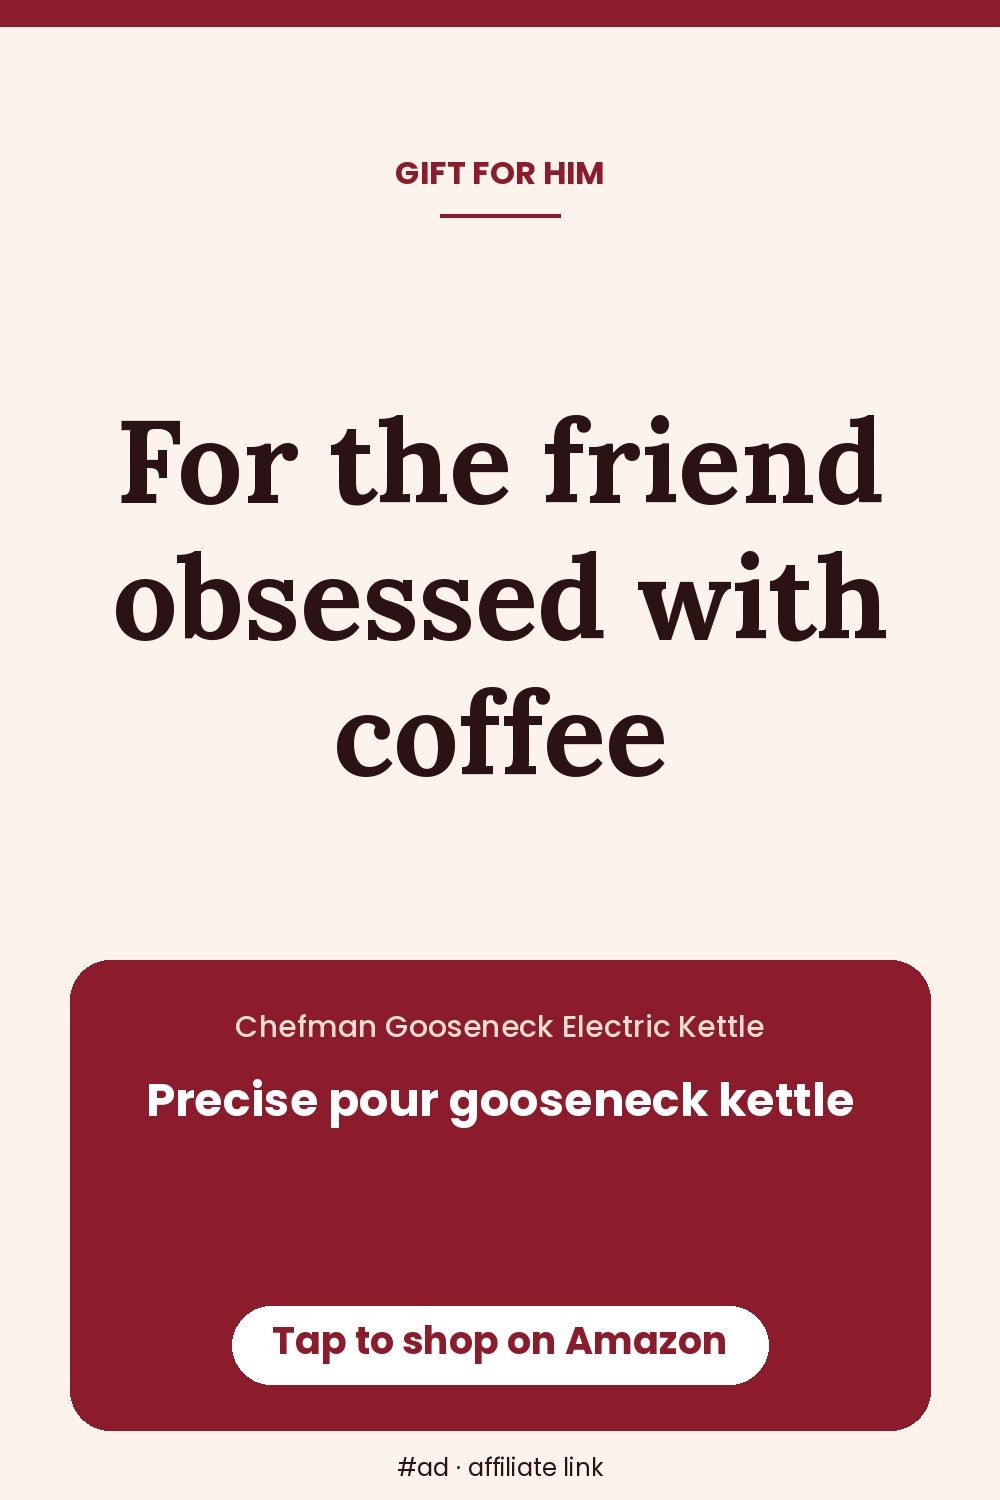 GIFT FOR HIM
For the friend
obsessed with
coffee
Chefman Gooseneck Electric Kettle
Precise pour gooseneck kettle
Tap to shop on Amazon
#ad · affiliate link